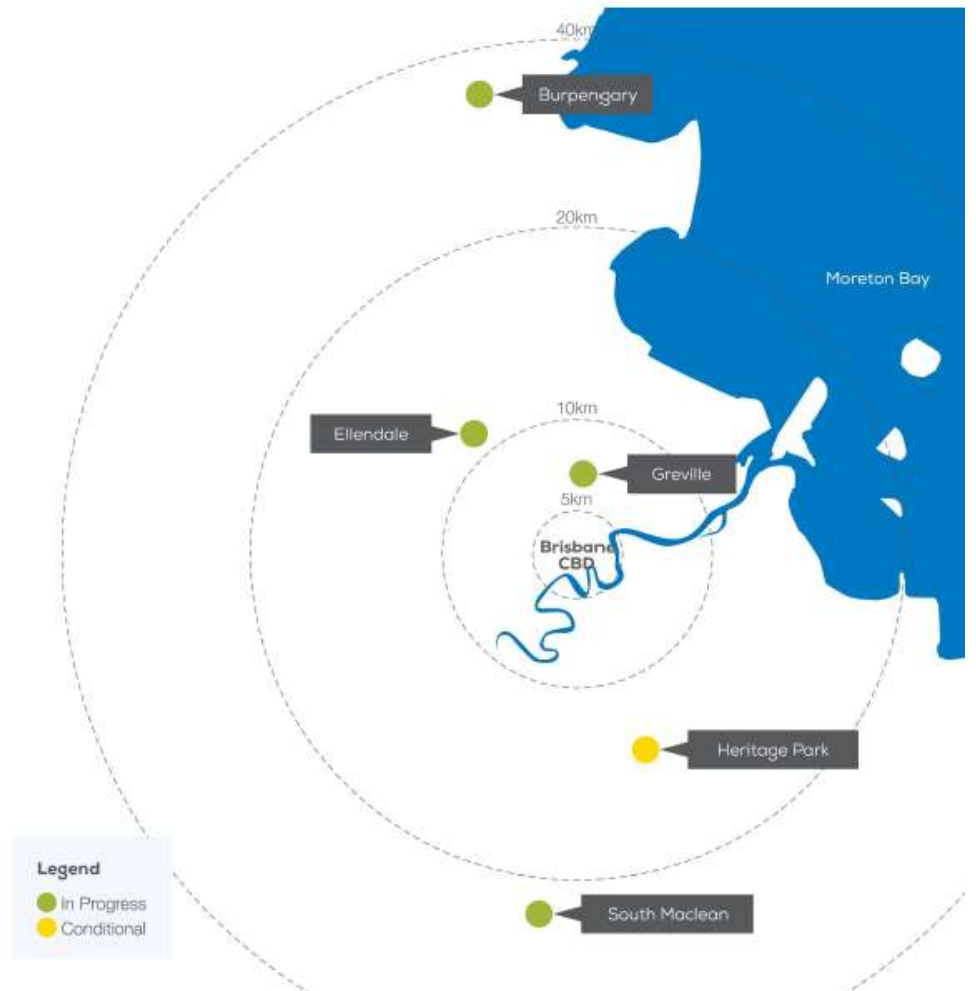 40km
Burpengary
20km
Moreton Bay
10km
Ellendale
Greville
5km
Brisbane
CBD
Heritage Park
Legend
In Progress
Conditional
South Maclean